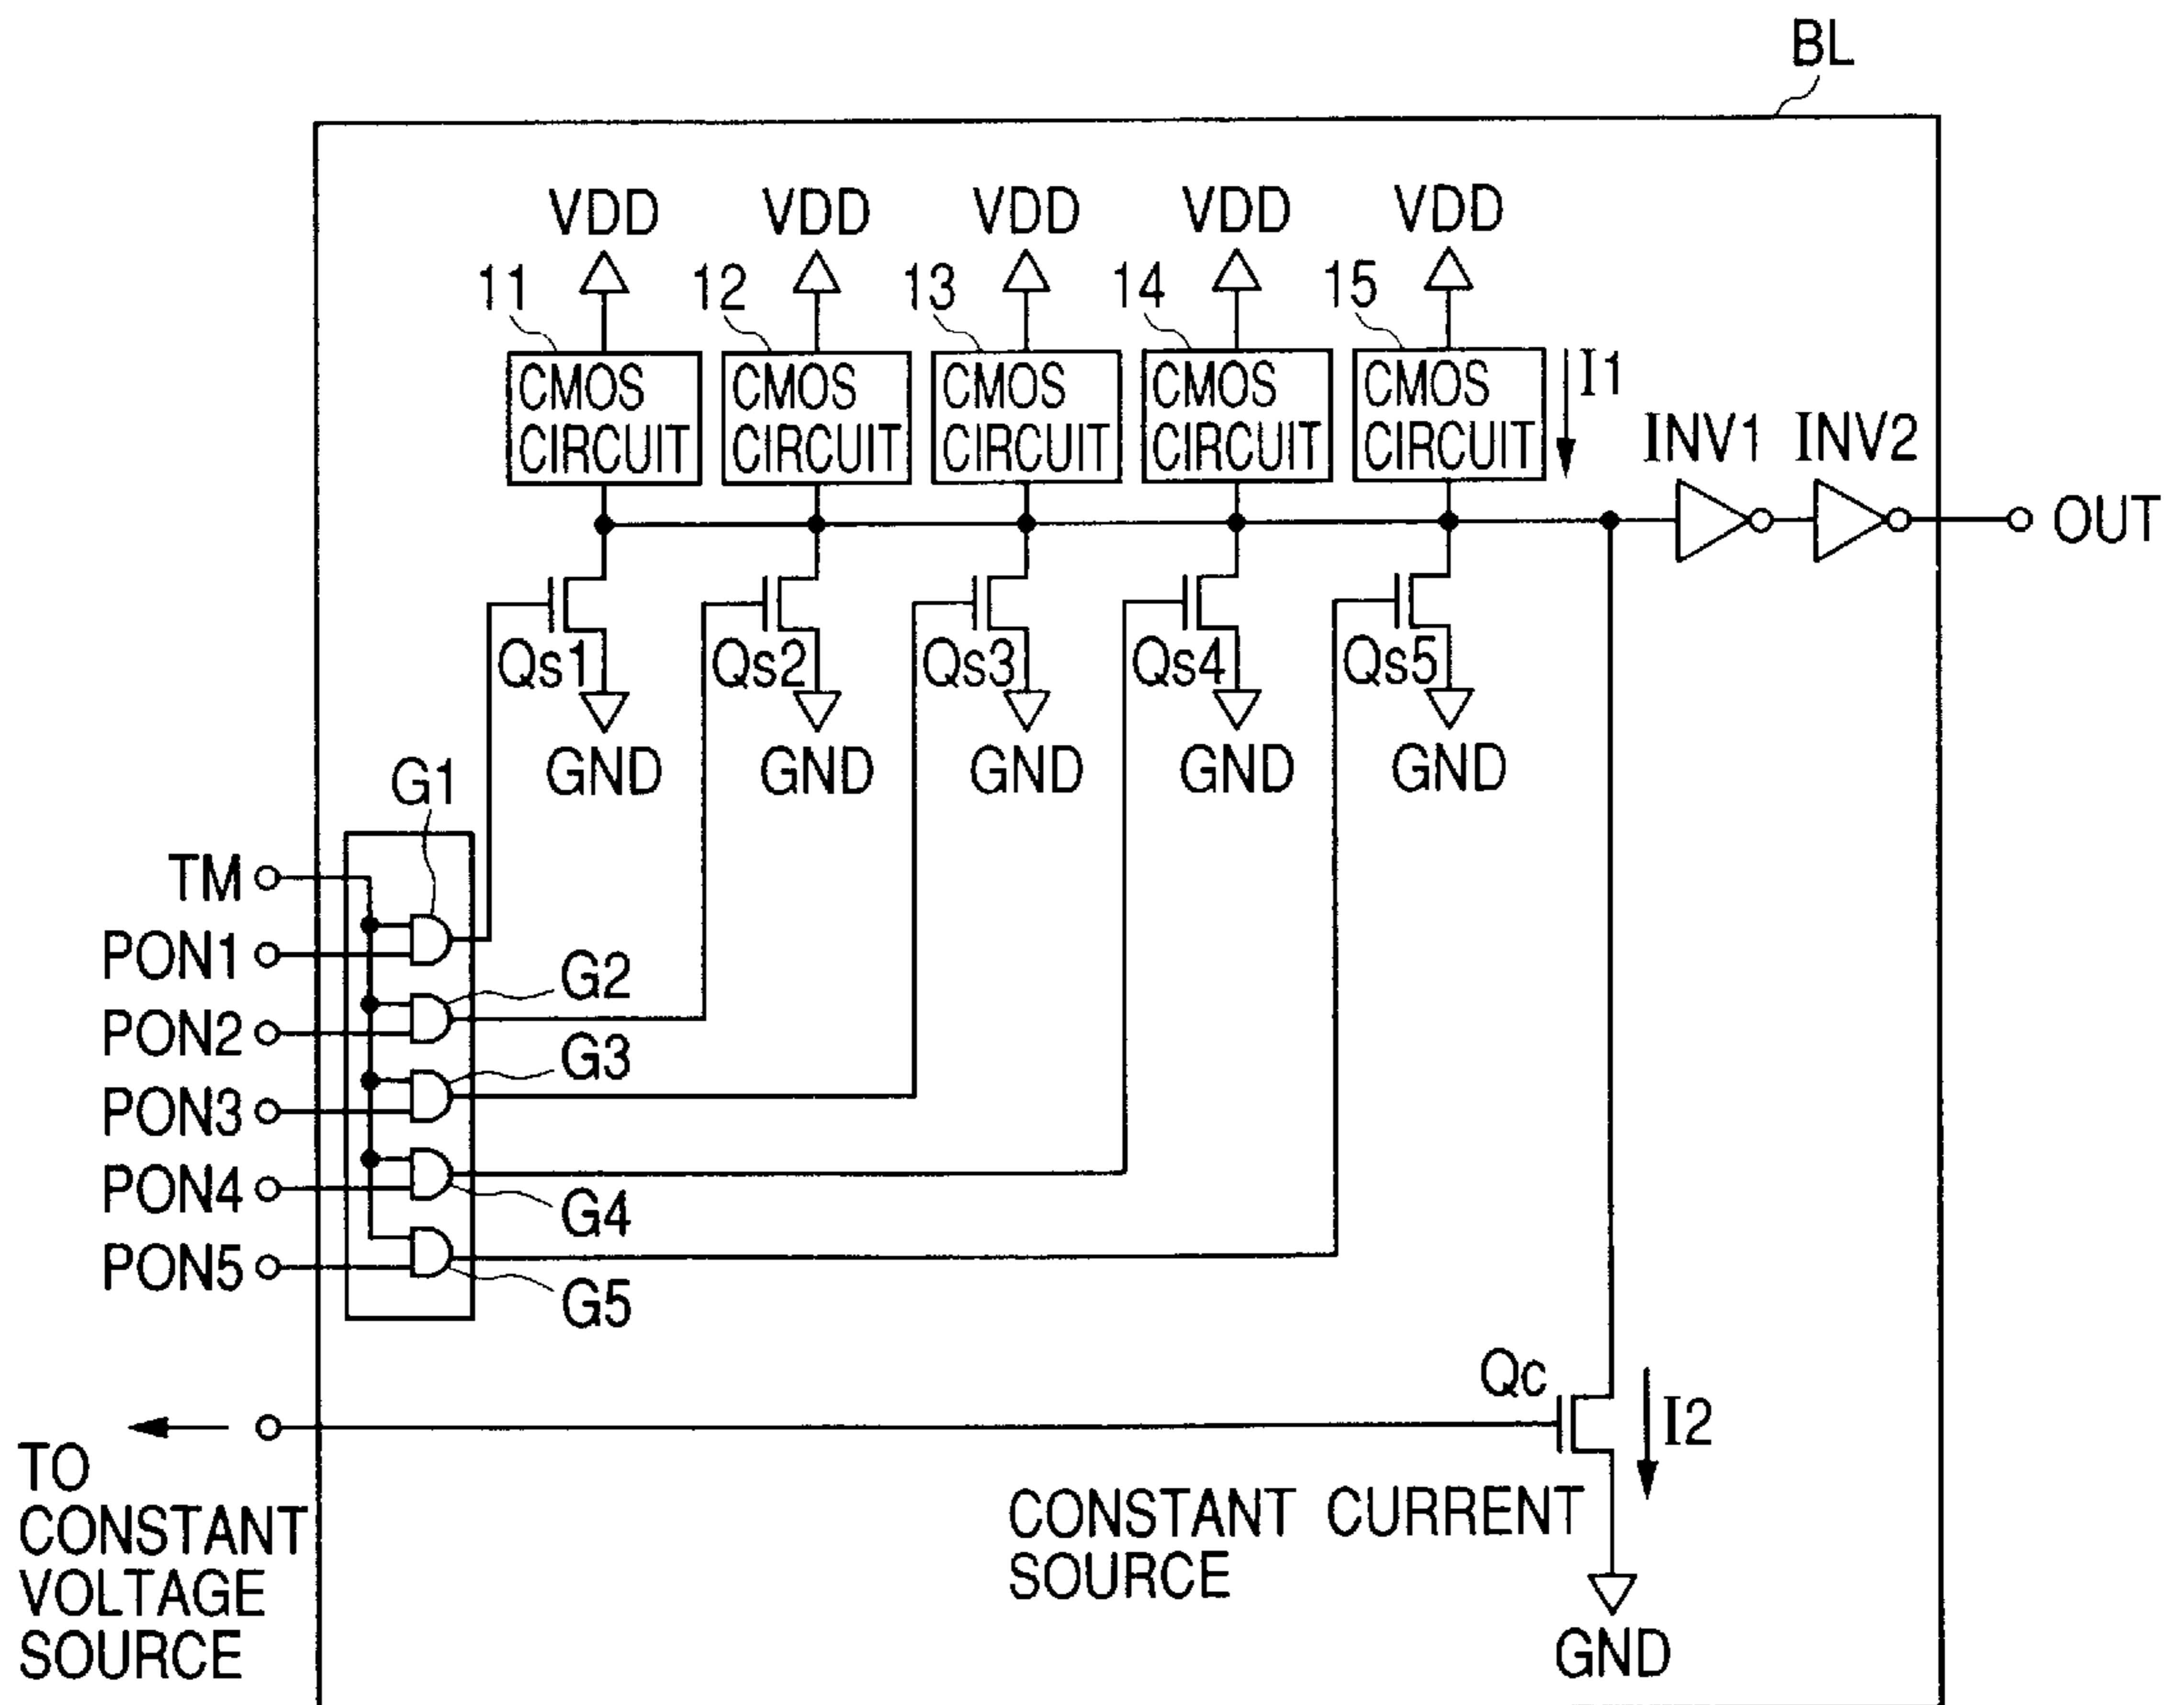 BL
VDD VDD VDD VDD VDD
11 12 13 14 15
CMOS CIRCUIT
CMOS CIRCUIT
CMOS CIRCUIT
CMOS CIRCUIT
CMOS CIRCUIT
I1
INV1 INV2
OUT
Qs1 Qs2 Qs3 Qs4 Qs5
GND GND GND GND GND
G1
TM
PON1
G2
PON2
G3
PON3
PON4
G4
PON5
G5
Qc
I2
TO
CONSTANT
VOLTAGE
SOURCE
CONSTANT CURRENT
SOURCE
GND